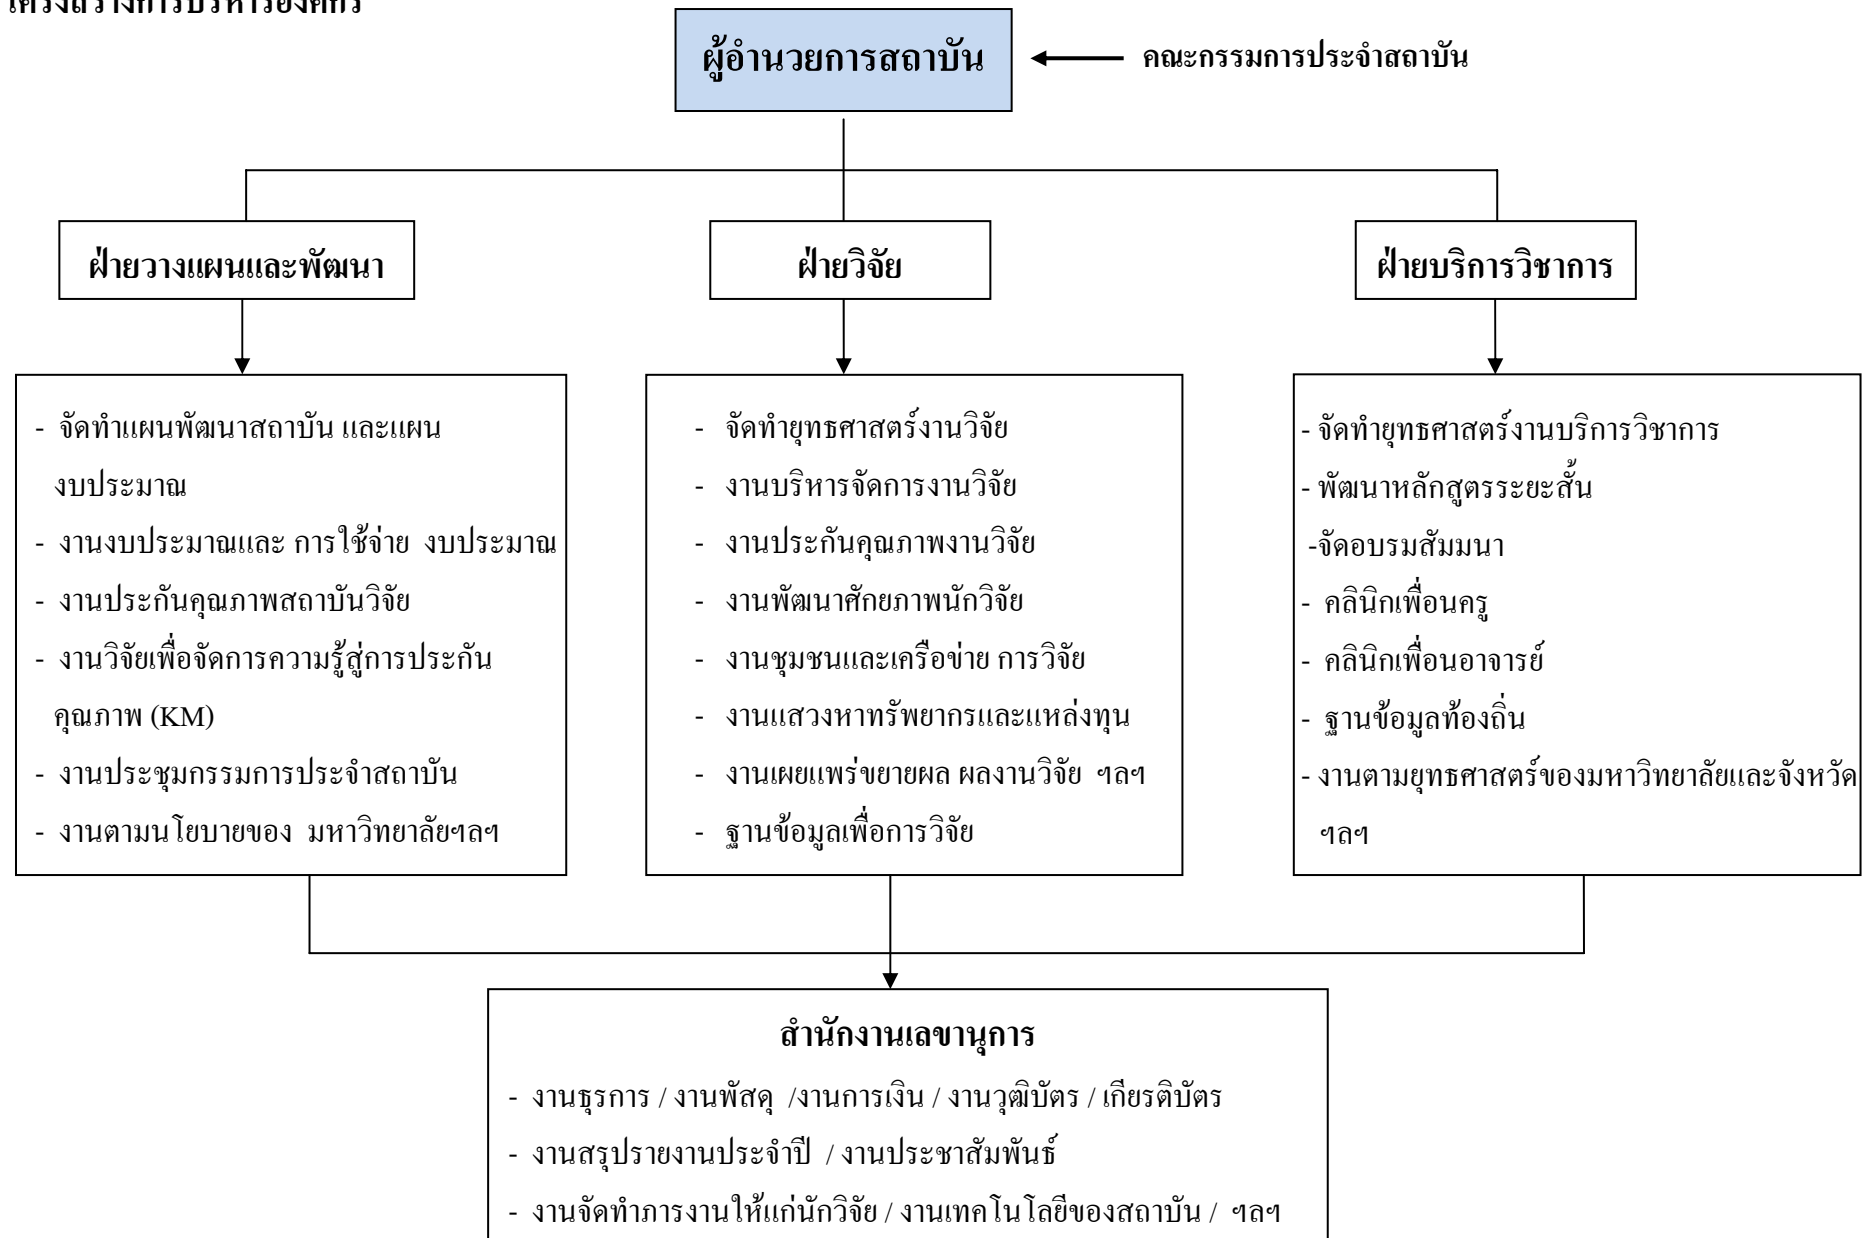 โครงสร้างการบริหารองค์กร
ผู้อำนวยการสถาบัน
คณะกรรมการประจำสถาบัน
ฝ่ายวางแผนและพัฒนา
ฝ่ายวิจัย
ฝ่ายบริการวิชาการ
- จัดทำแผนพัฒนาสถาบัน และแผน
งบประมาณ
- งานงบประมาณและ การใช้จ่าย งบประมาณ
- งานประกันคุณภาพสถาบันวิจัย
- งานวิจัยเพื่อจัดการความรู้สู่การประกัน
คุณภาพ (KM)
- งานประชุมกรรมการประจำสถาบัน
- งานตามนโยบายของ มหาวิทยาลัยฯลฯ
- จัดทำยุทธศาสตร์งานวิจัย
- งานบริหารจัดการงานวิจัย
- งานประกันคุณภาพงานวิจัย
- งานพัฒนาศักยภาพนักวิจัย
- งานชุมชนและเครือข่าย การวิจัย
- งานแสวงหาทรัพยากรและแหล่งทุน
- งานเผยแพร่ขยายผล ผลงานวิจัย ฯลฯ
- ฐานข้อมูลเพื่อการวิจัย
- จัดทำยุทธศาสตร์งานบริการวิชาการ
- พัฒนาหลักสูตรระยะสั้น
-จัดอบรมสัมมนา
- คลินิกเพื่อนครู
- คลินิกเพื่อนอาจารย์
- ฐานข้อมูลท้องถิ่น
- งานตามยุทธศาสตร์ของมหาวิทยาลัยและจังหวัด
ฯลฯ
สำนักงานเลขานุการ
- งานธุรการ / งานพัสดุ /งานการเงิน / งานวุฒิบัตร / เกียรติบัตร
- งานสรุปรายงานประจำปี / งานประชาสัมพันธ์
- งานจัดทำภารงานให้แก่นักวิจัย / งานเทคโนโลยีของสถาบัน / ฯลฯ